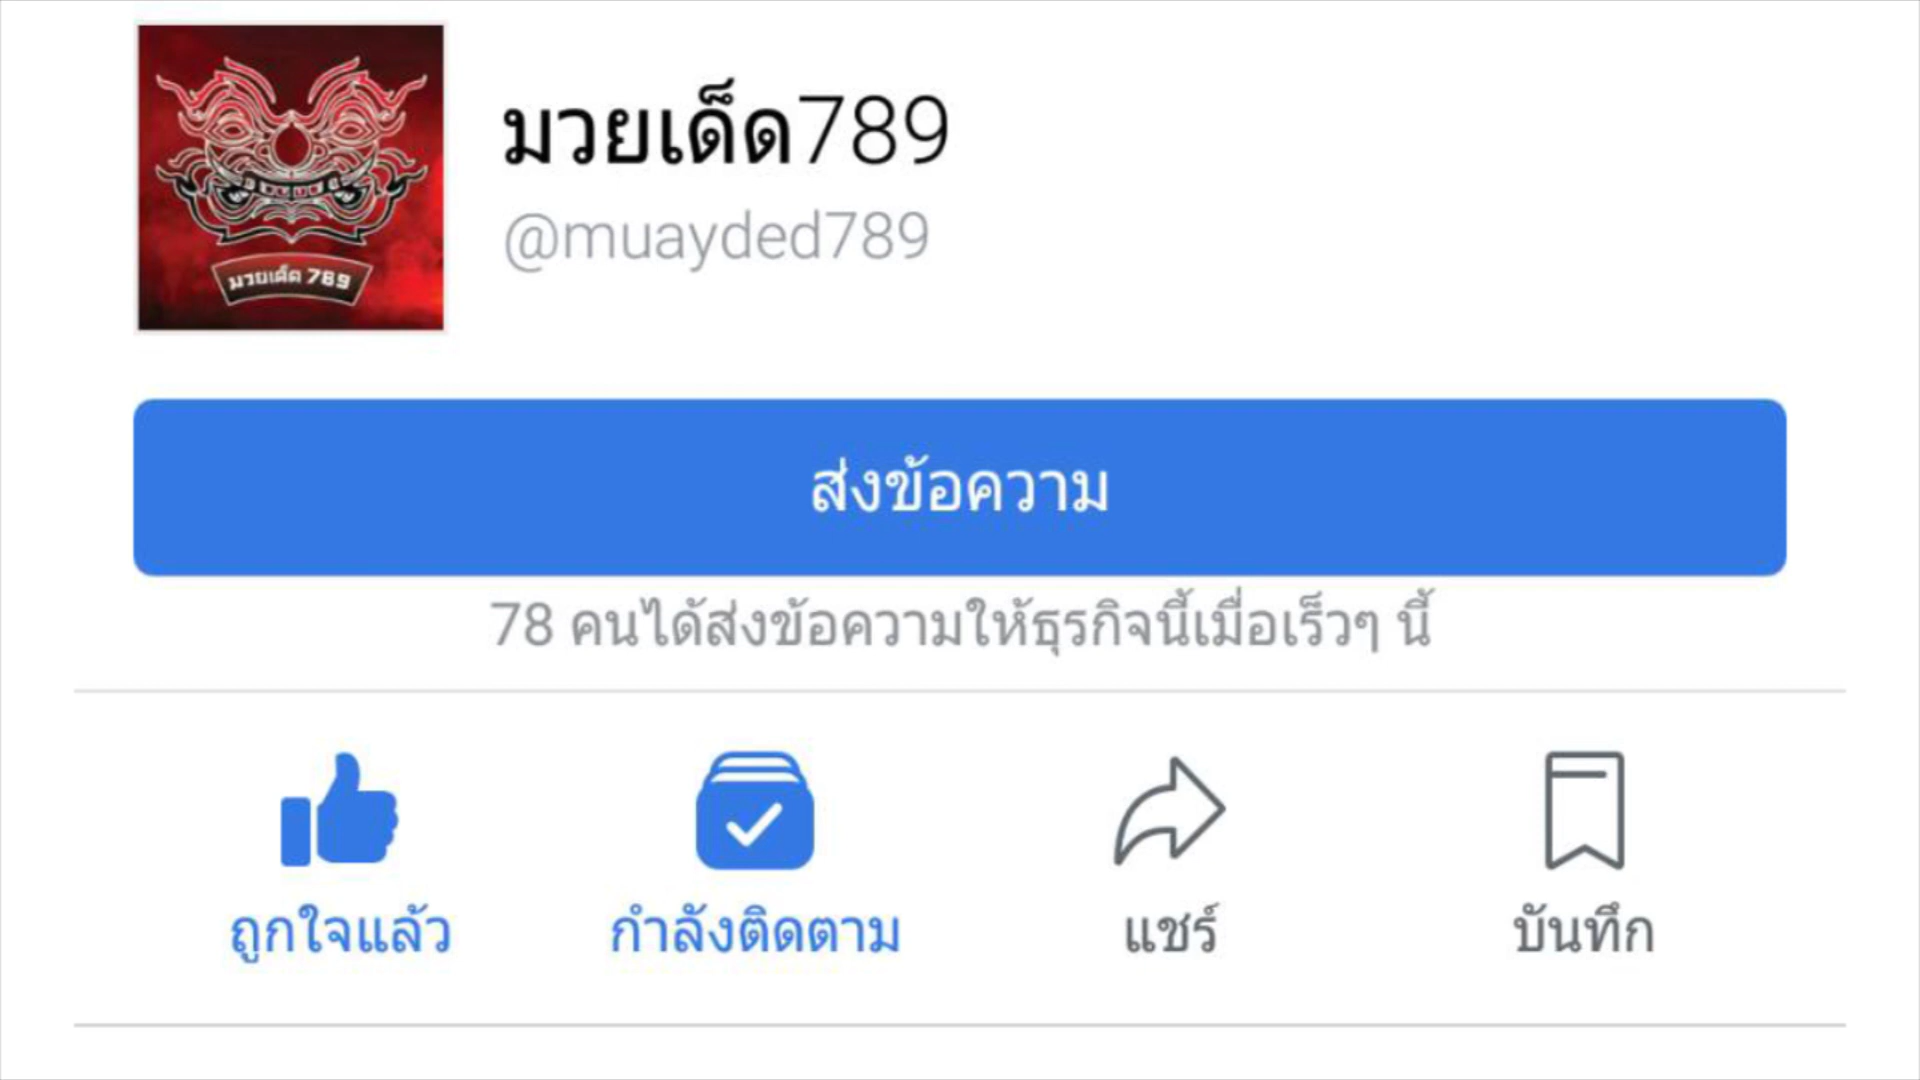 มวยเด็ด789
@muayded789
มวยเด็ด 789
ส่งข้อความ
78 คนได้ส่งข้อความให้ธุรกิจนี้เมื่อเร็วๆ นี้
ถูกใจแล้ว
กำลังติดตาม
แชร์
บันทึก